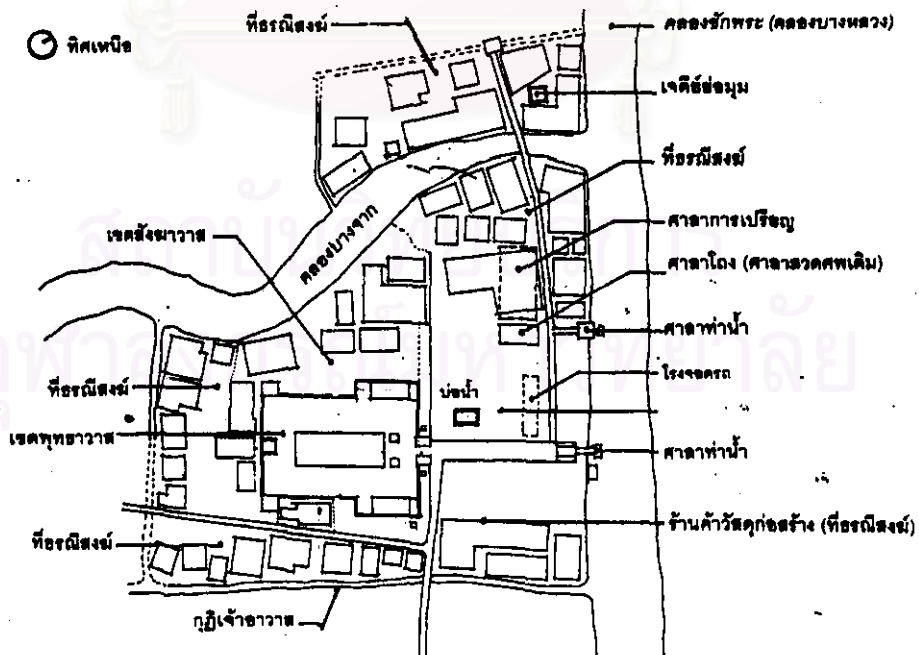 ที่ธรณีสงฆ์
คลองชักพระ (คลองบางหลวง)
ทิศเหนือ
เจดีย์ย่อมุม
ที่ธรณีสงฆ์
ศาลาการเปรียญ
เขตสังฆาวาส
คลองบางจาก
ศาลาโถง (ศาลาสวดศพเดิม)
ศาลาท่าน้ำ
โรงจอดรถ
ที่ธรณีสงฆ์
บ่อน้ำ
เขตพุทธาวาส
ศาลาท่าน้ำ
ร้านค้าวัสดุก่อสร้าง (ที่ธรณีสงฆ์)
ที่ธรณีสงฆ์
กุฏิเจ้าอาวาส